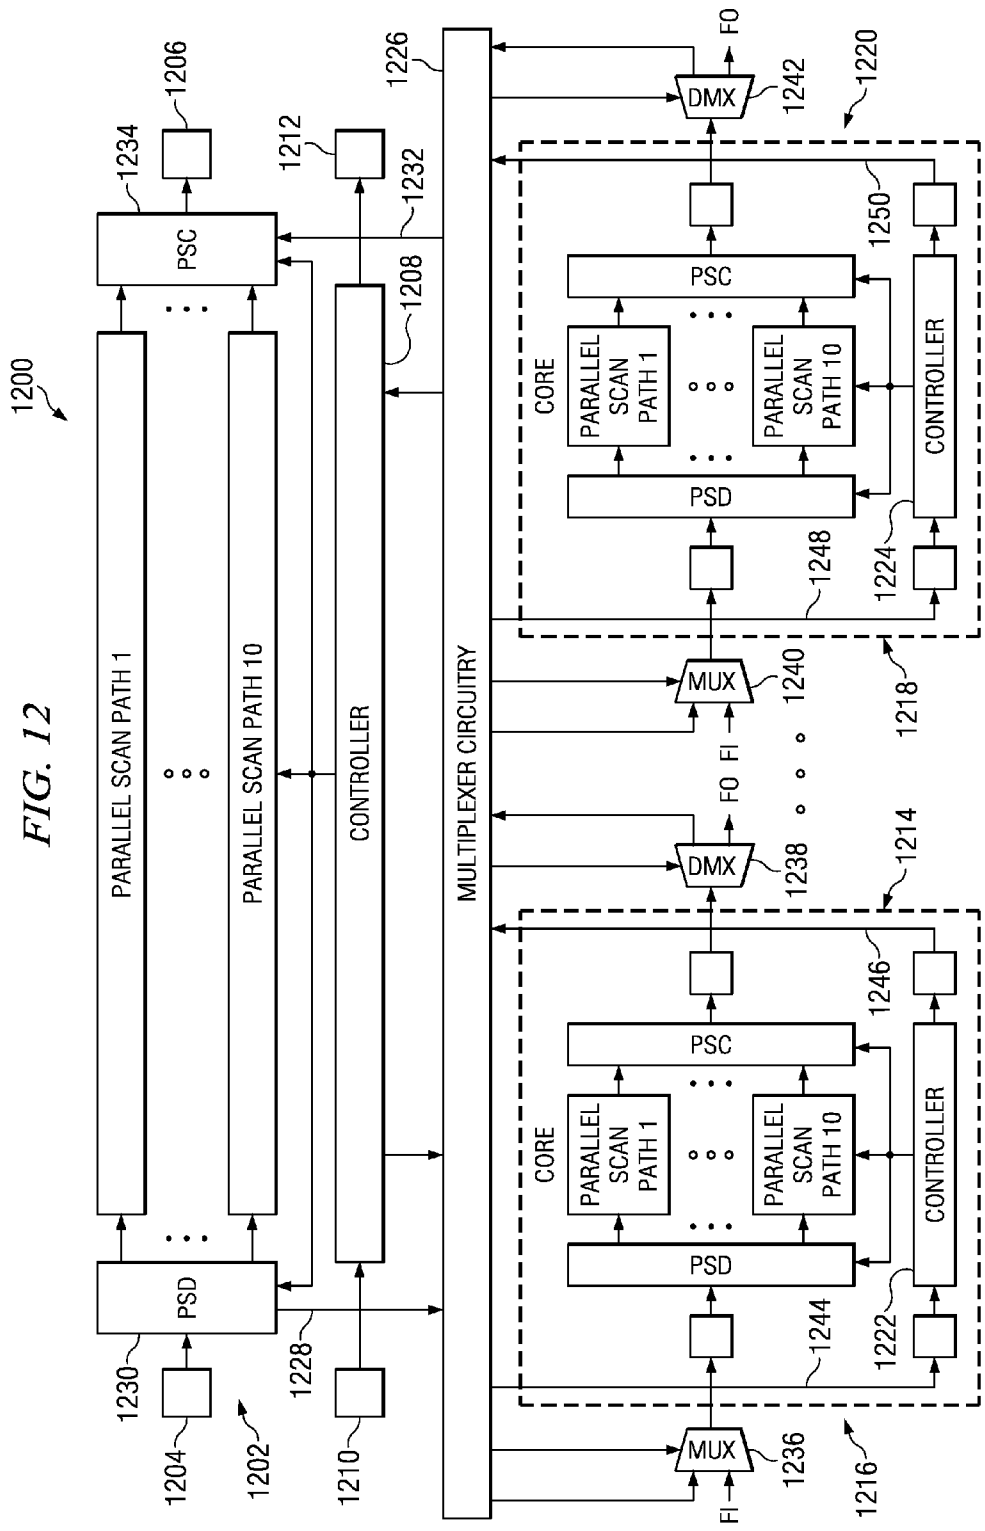 FIG. 12
1200
1202
1204
1230
PSD
1228
PARALLEL SCAN PATH 1
PARALLEL SCAN PATH 10
PSC
1234
1206
1210
CONTROLLER
1208
1232
1212
MULTIPLEXER CIRCUITRY
1226
FI
MUX
1236
1216
1244
CORE
PSD
PARALLEL
SCAN
PATH 1
PARALLEL
SCAN
PATH 10
PSC
1222
CONTROLLER
1246
1214
DMX
1238
FO
FI
MUX
1240
1218
1248
CORE
PSD
PARALLEL
SCAN
PATH 1
PARALLEL
SCAN
PATH 10
PSC
1224
CONTROLLER
1250
1220
DMX
1242
FO